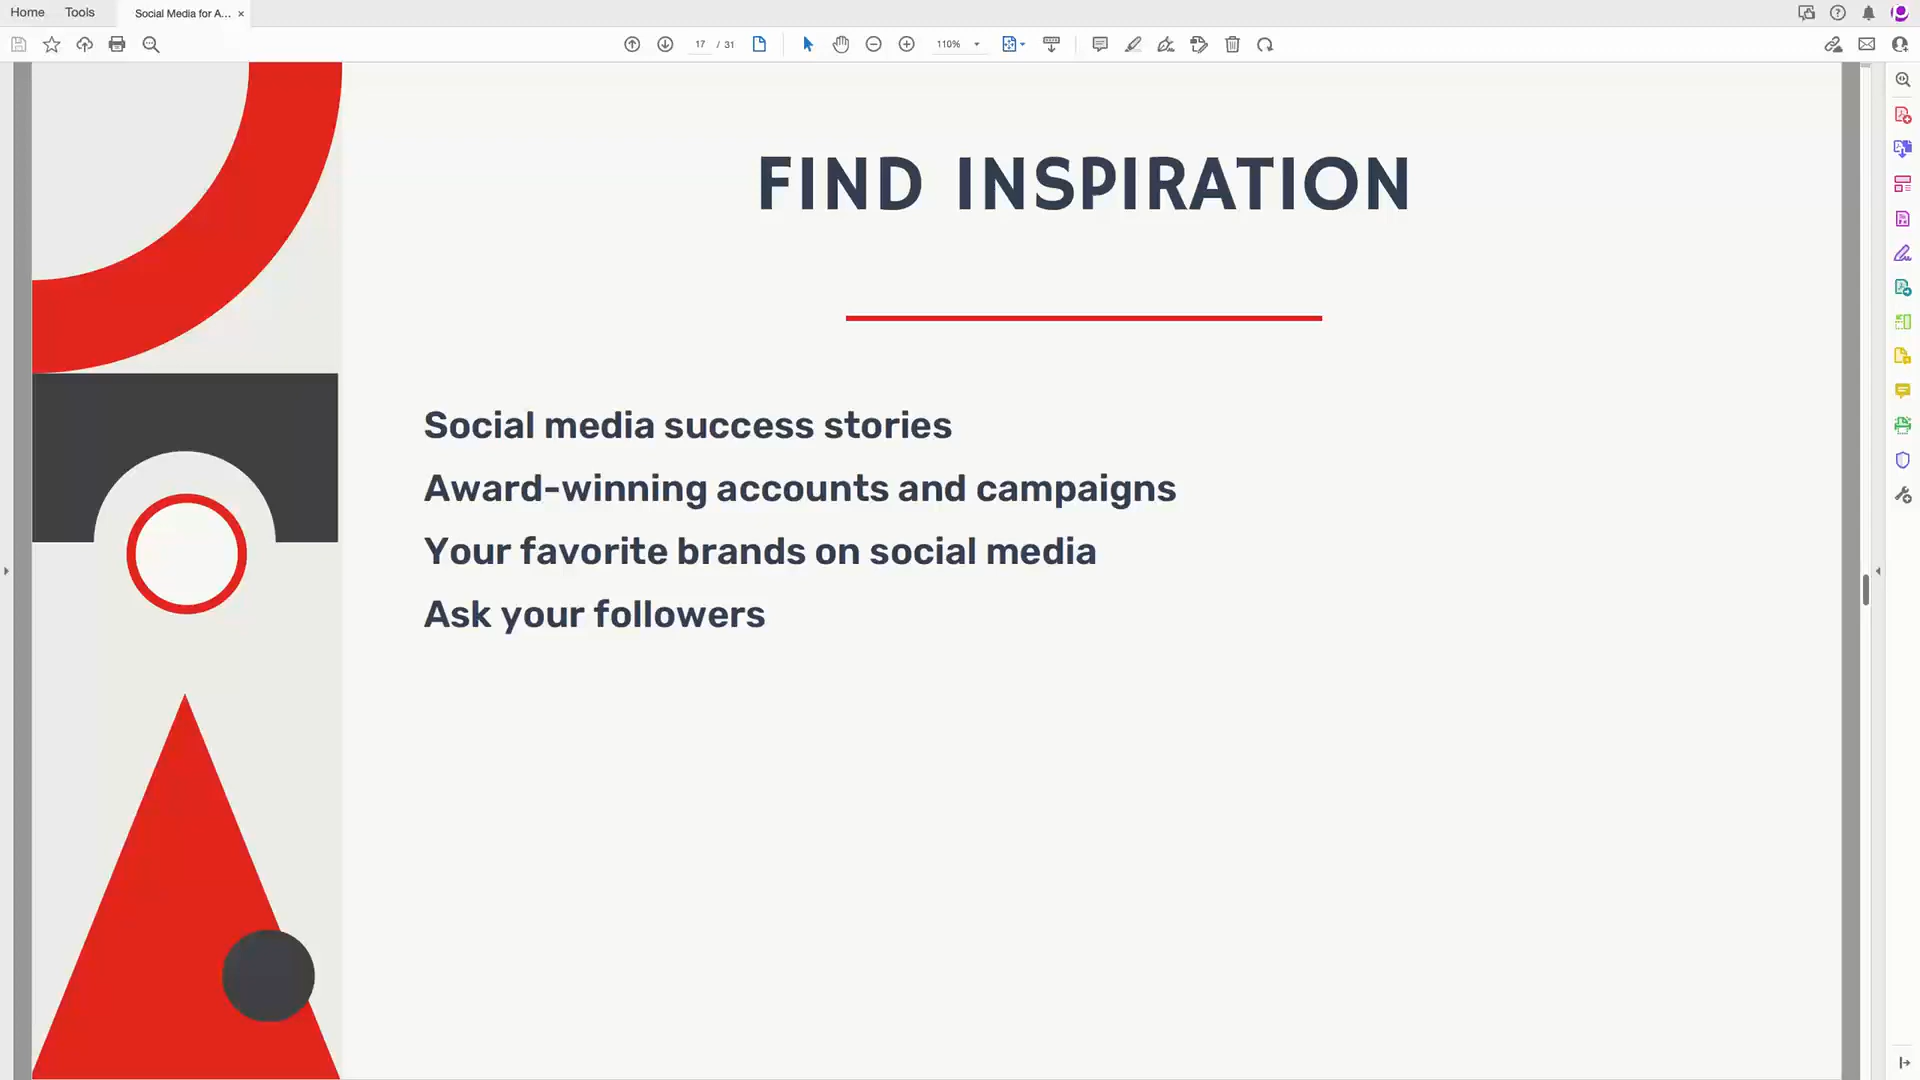 Home Tools Social Media for A... ×
17 / 31 110%
FIND INSPIRATION
Social media success stories
Award-winning accounts and campaigns
Your favorite brands on social media
Ask your followers